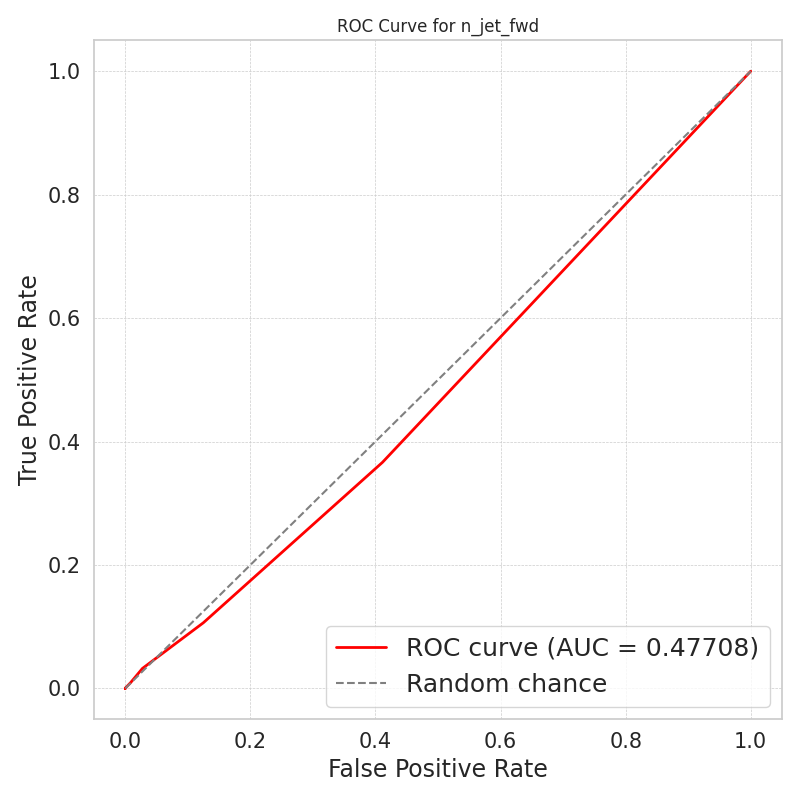 ROC Curve for n_jet_fwd
1.0
0.8
0.6
0.4
0.2
0.0
True Positive Rate
ROC curve (AUC = 0.47708)
Random chance
0.0 0.2 0.4 0.6 0.8 1.0
False Positive Rate